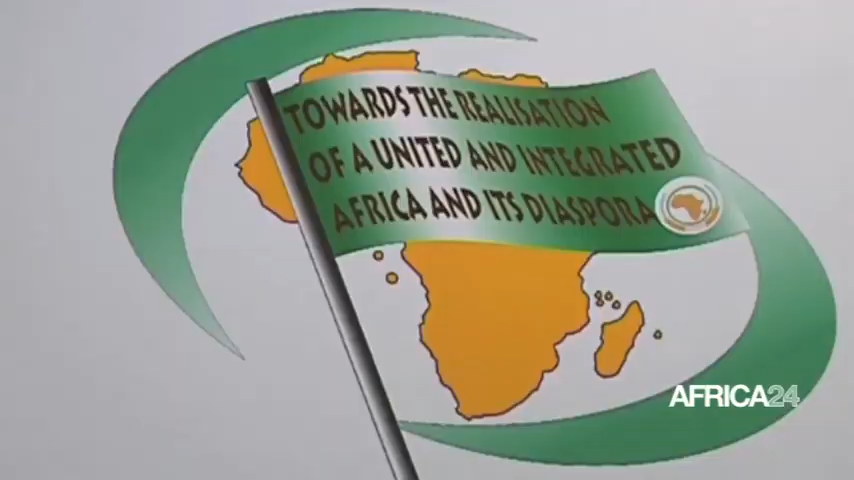 TOWARDS THE REALISATION
OF A UNITED AND INTEGRATED
AFRICA AND ITS DIASPORA
AFRICA24